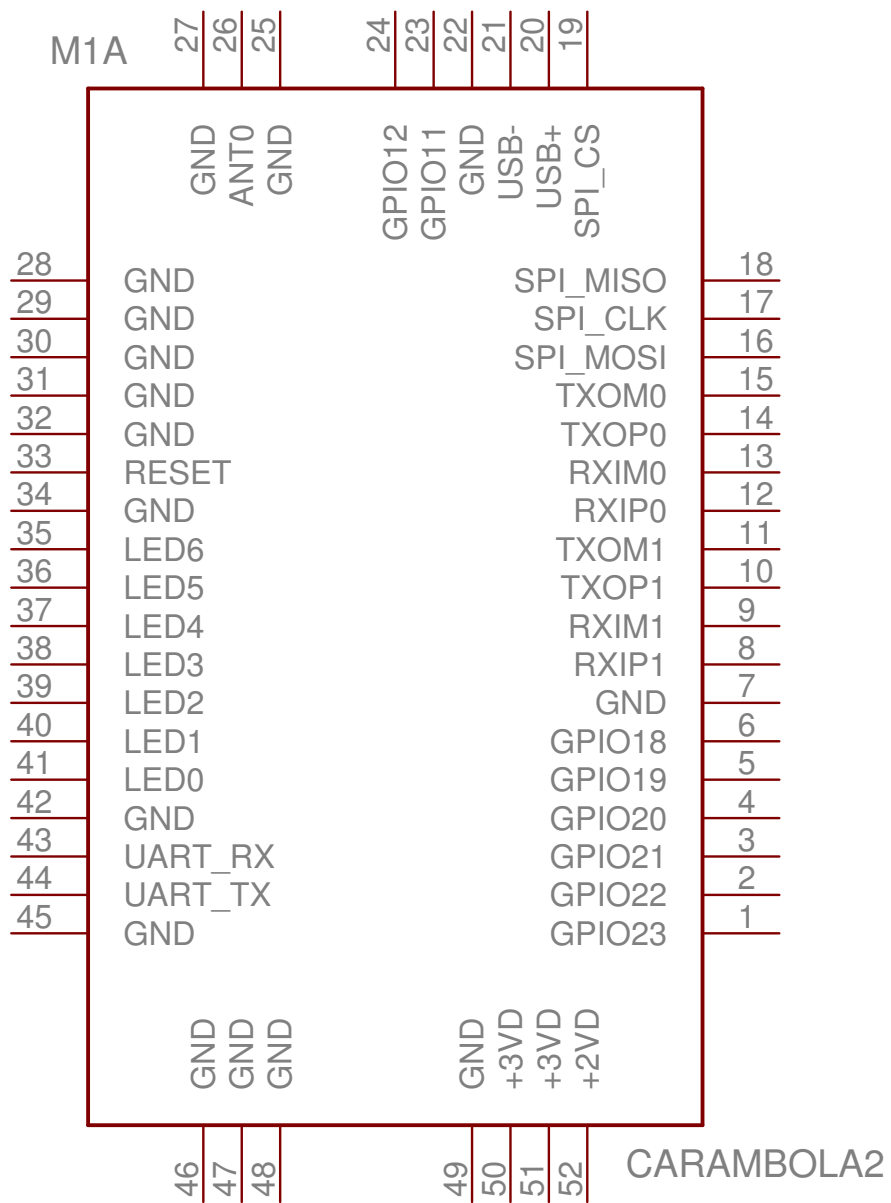 M1A
27 26 25 24 23 22 21 20 19
GND ANT0 GND GPIO12 GPIO11 GND USB- USB+ SPI_CS
28 GND SPI_MISO 18
29 GND SPI_CLK 17
30 GND SPI_MOSI 16
31 GND TXOM0 15
32 GND TXOP0 14
33 RESET RXIM0 13
34 GND RXIP0 12
35 LED6 TXOM1 11
36 LED5 TXOP1 10
37 LED4 RXIM1 9
38 LED3 RXIP1 8
39 LED2 GND 7
40 LED1 GPIO18 6
41 LED0 GPIO19 5
42 GND GPIO20 4
43 UART_RX GPIO21 3
44 UART_TX GPIO22 2
45 GND GPIO23 1
GND GND GND GND +3VD +3VD +2VD
46 47 48 49 50 51 52
CARAMBOLA2